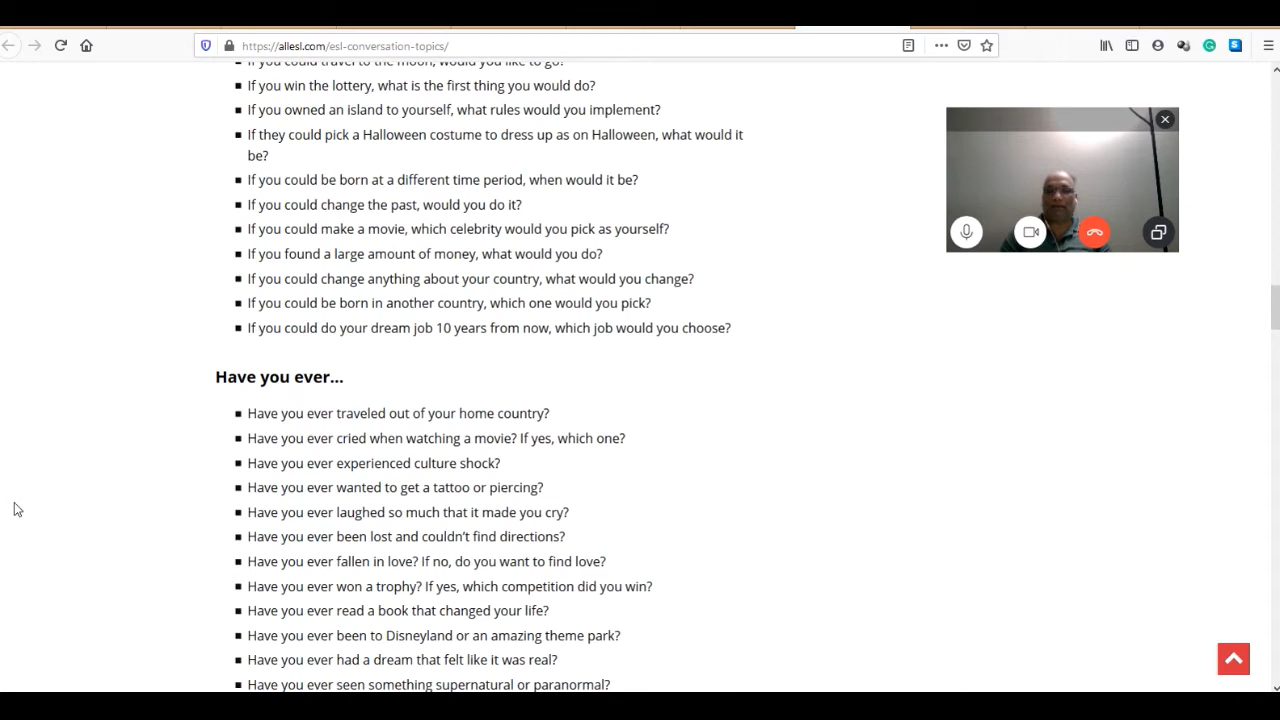 https://allesl.com/esl-conversation-topics/
If you could travel to the moon, would you like to go?
If you win the lottery, what is the first thing you would do?
If you owned an island to yourself, what rules would you implement?
If they could pick a Halloween costume to dress up as on Halloween, what would it
be?
If you could be born at a different time period, when would it be?
If you could change the past, would you do it?
If you could make a movie, which celebrity would you pick as yourself?
If you found a large amount of money, what would you do?
If you could change anything about your country, what would you change?
If you could be born in another country, which one would you pick?
If you could do your dream job 10 years from now, which job would you choose?
Have you ever...
Have you ever traveled out of your home country?
Have you ever cried when watching a movie? If yes, which one?
Have you ever experienced culture shock?
Have you ever wanted to get a tattoo or piercing?
Have you ever laughed so much that it made you cry?
Have you ever been lost and couldn't find directions?
Have you ever fallen in love? If no, do you want to find love?
Have you ever won a trophy? If yes, which competition did you win?
Have you ever read a book that changed your life?
Have you ever been to Disneyland or an amazing theme park?
Have you ever had a dream that felt like it was real?
Have you ever seen something supernatural or paranormal?